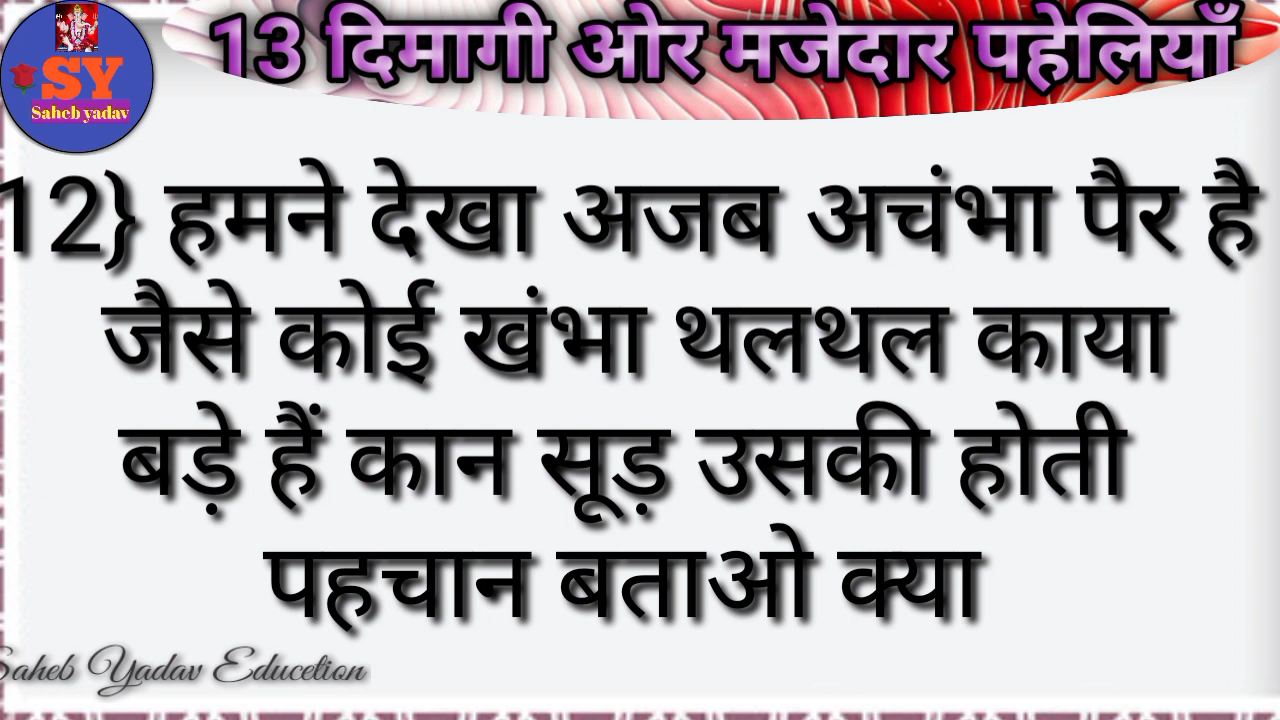 SY
Saheb yadav
13 दिमागी ओर मजेदार पहेलियाँ
12} हमने देखा अजब अचंभा पैर है
जैसे कोई खंभा थलथल काया
बड़े हैं कान सूड़ उसकी होती
पहचान बताओ क्या
Saheb Yadav Educetion